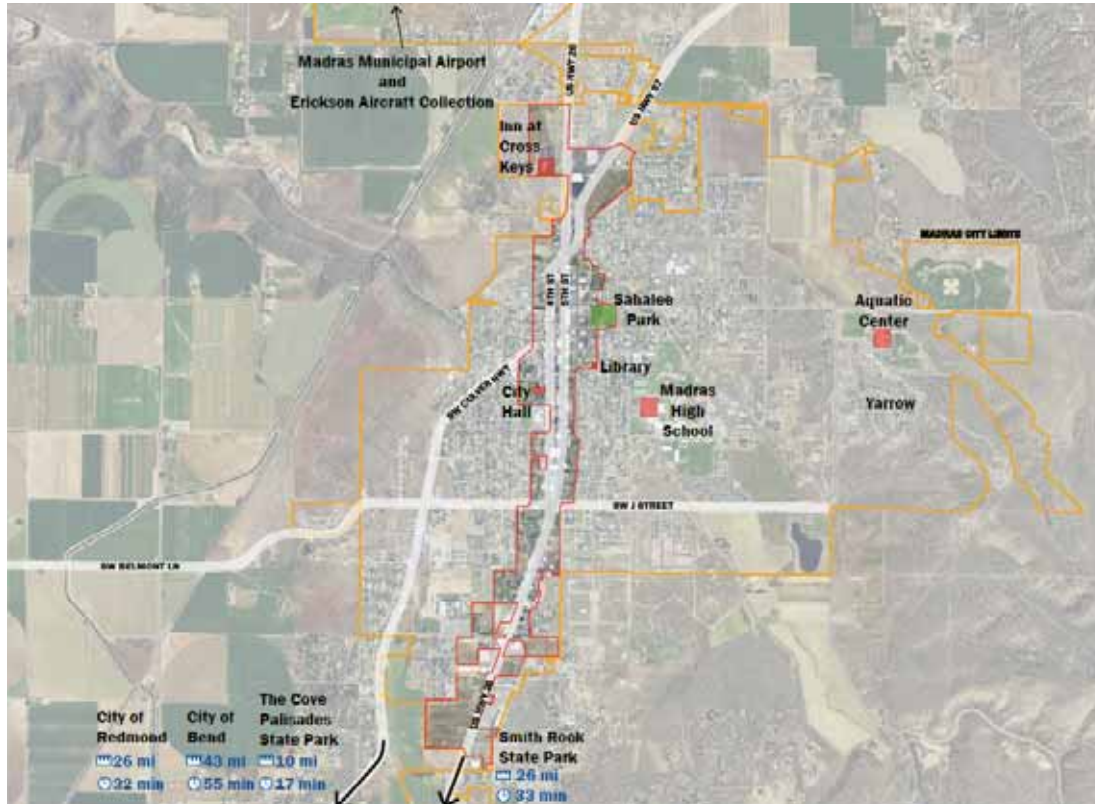 Madras Municipal Airport
and
Erickson Aircraft Collection
US HWY 26
US HWY 97
Inn at
Cross
Keys
MADRAS CITY LIMITS
4TH ST
5TH ST
Sahalee
Park
Aquatic
Center
Library
SW CULVER HWY
City
Hall
Madras
High
School
Yarrow
SW J STREET
SW BELMONT LN
US HWY 26
City of
Redmond
26 mi
32 min
City of
Bend
43 mi
55 min
The Cove
Palisades
State Park
10 mi
17 min
Smith Rock
State Park
26 mi
33 min